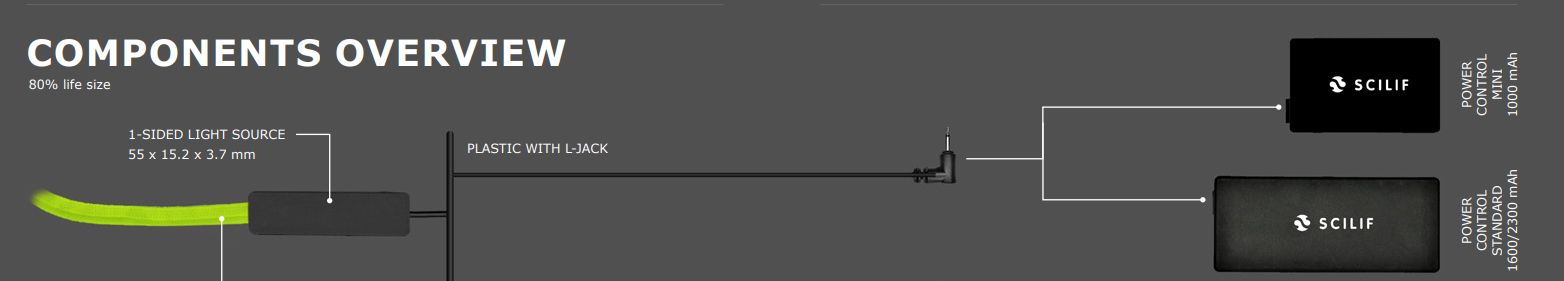 COMPONENTS OVERVIEW
80% life size
1-SIDED LIGHT SOURCE
55 x 15.2 x 3.7 mm
PLASTIC WITH L-JACK
SCILIF
POWER
CONTROL
MINI
1000 mAh
SCILIF
POWER
CONTROL
STANDARD
1600/2300 mAh